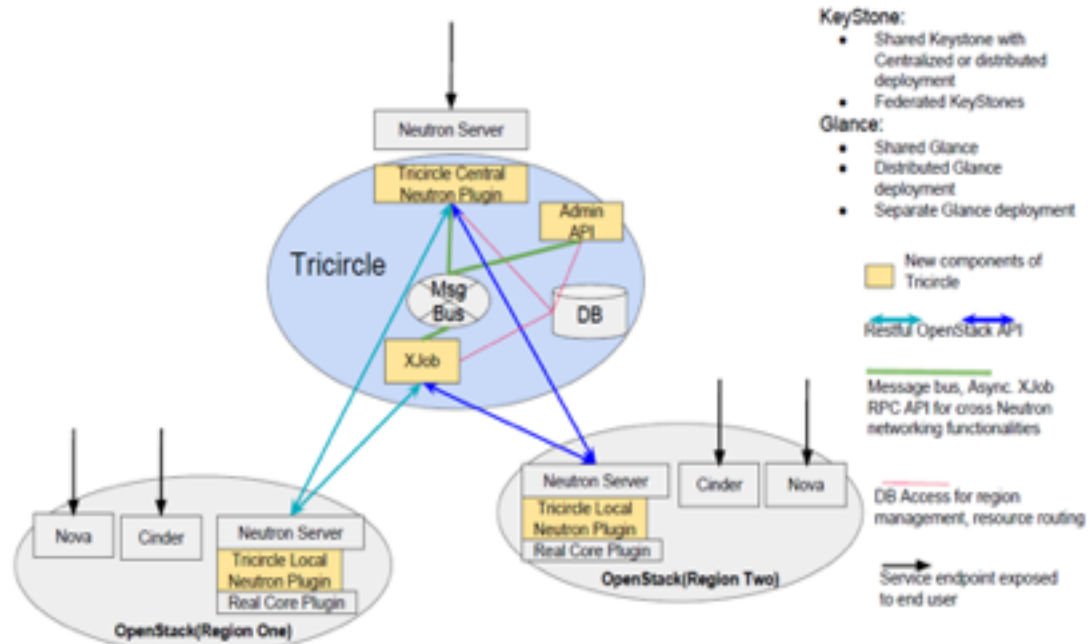 KeyStone:
● Shared Keystone with
Centralized or distributed
deployment
● Federated KeyStones
Glance:
● Shared Glance
● Distributed Glance
deployment
● Separate Glance deployment
Neutron Server
Tricircle Central
Neutron Plugin
Admin
API
Tricircle
Msg
Bus
DB
XJob
New components of
Tricircle
Restful OpenStack API
Message bus, Async. XJob
RPC API for cross Neutron
networking functionalities
DB Access for region
management, resource routing
Service endpoint exposed
to end user
Nova
Cinder
Neutron Server
Tricircle Local
Neutron Plugin
Real Core Plugin
OpenStack(Region One)
Neutron Server
Tricircle Local
Neutron Plugin
Real Core Plugin
Cinder
Nova
OpenStack(Region Two)